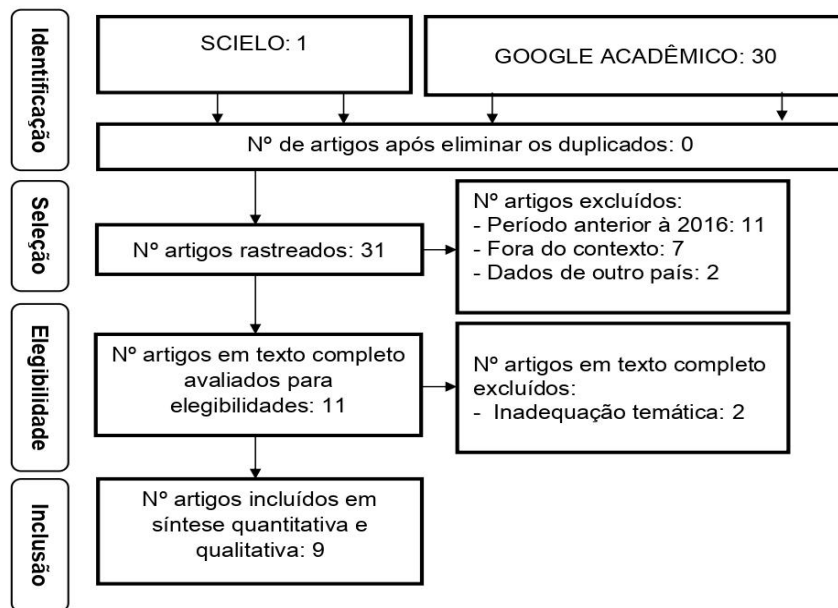 Identificação
SCIELO: 1
GOOGLE ACADÊMICO: 30
Nº de artigos após eliminar os duplicados: 0
Seleção
Nº artigos rastreados: 31
Nº artigos excluídos:
- Período anterior à 2016: 11
- Fora do contexto: 7
- Dados de outro país: 2
Elegibilidade
Nº artigos em texto completo
avaliados para
elegibilidades: 11
Nº artigos em texto completo
excluídos:
- Inadequação temática: 2
Inclusão
Nº artigos incluídos em
síntese quantitativa e
qualitativa: 9